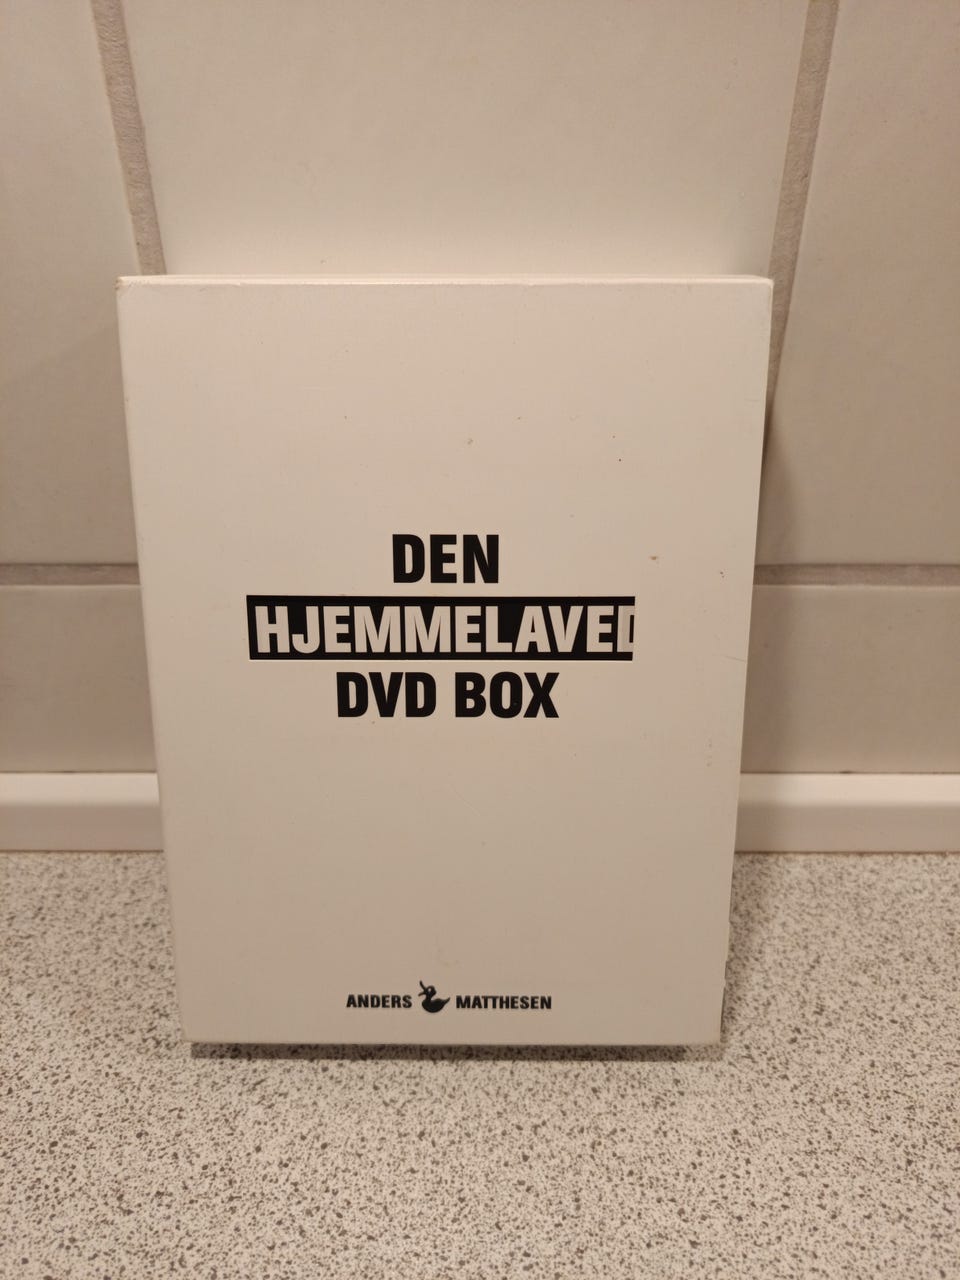 DEN
HJEMMELAVED
DVD BOX
ANDERS MATTHESEN